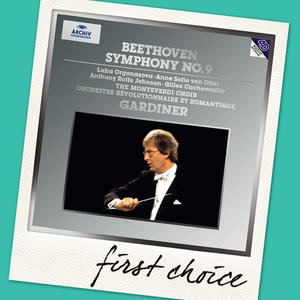 ARCHIV
PRODUKTION
BEETHOVEN
SYMPHONY NO.9
Luba Orgonasova · Anne Sofie von Otter
Anthony Rolfe Johnson · Gilles Cachemaille
THE MONTEVERDI CHOIR
ORCHESTRE RÉVOLUTIONNAIRE ET ROMANTIQUE
GARDINER
first choice